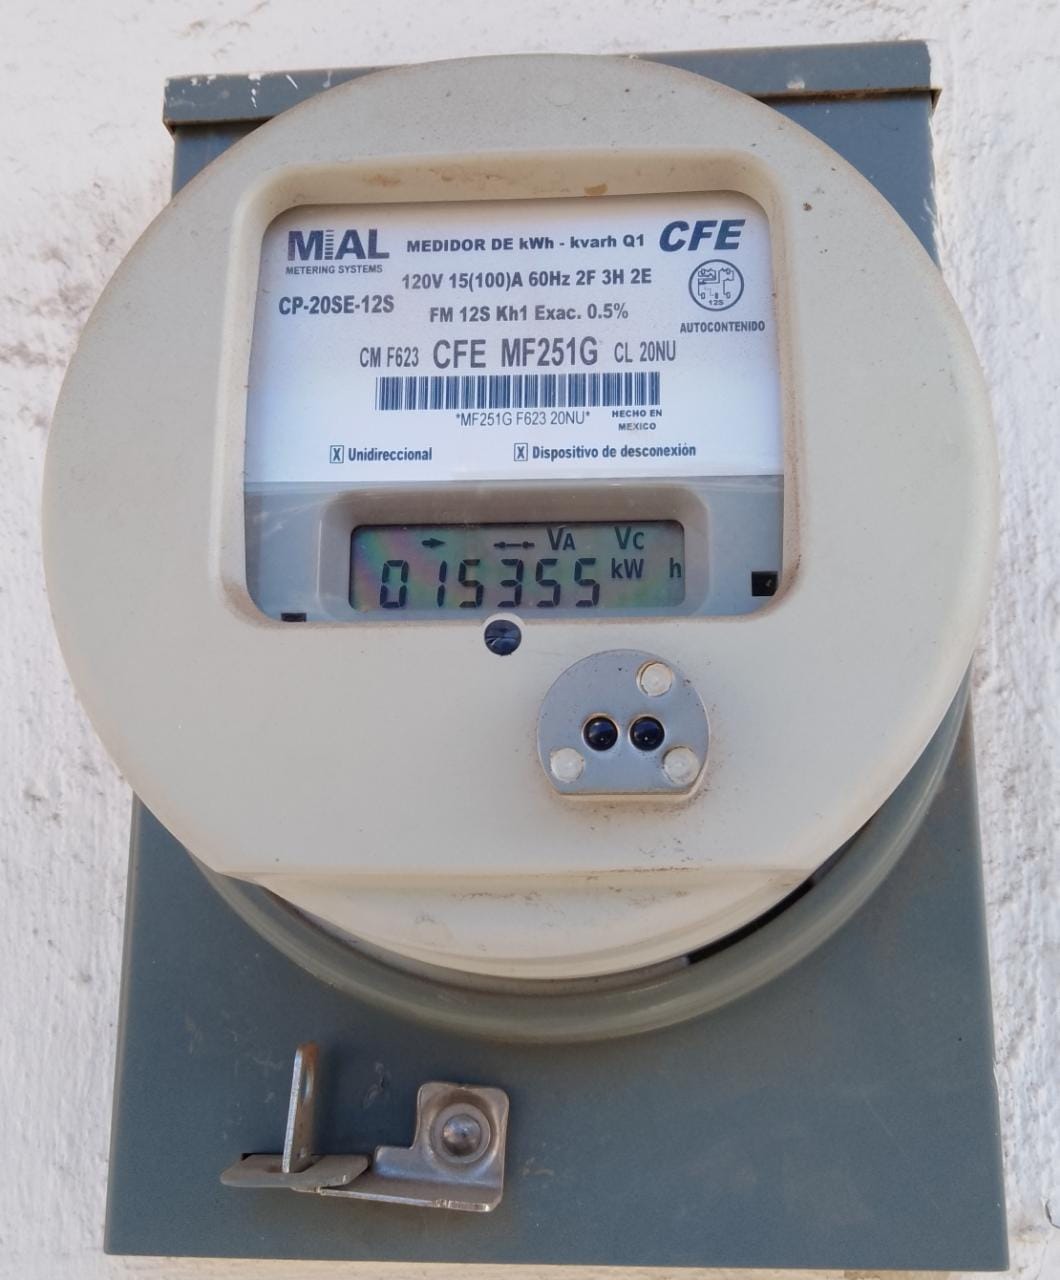 MIAL
METERING SYSTEMS
MEDIDOR DE kWh - kvarh Q1
CFE
120V 15(100)A 60Hz 2F 3H 2E
CP-20SE-12S
FM 12S Kh1 Exac. 0.5%
12S
AUTOCONTENIDO
CM F623 CFE MF251G CL 20NU
*MF251G F623 20NU*
HECHO EN
MEXICO
X Unidireccional
X Dispositivo de desconexión
VA VC
015355 kW h